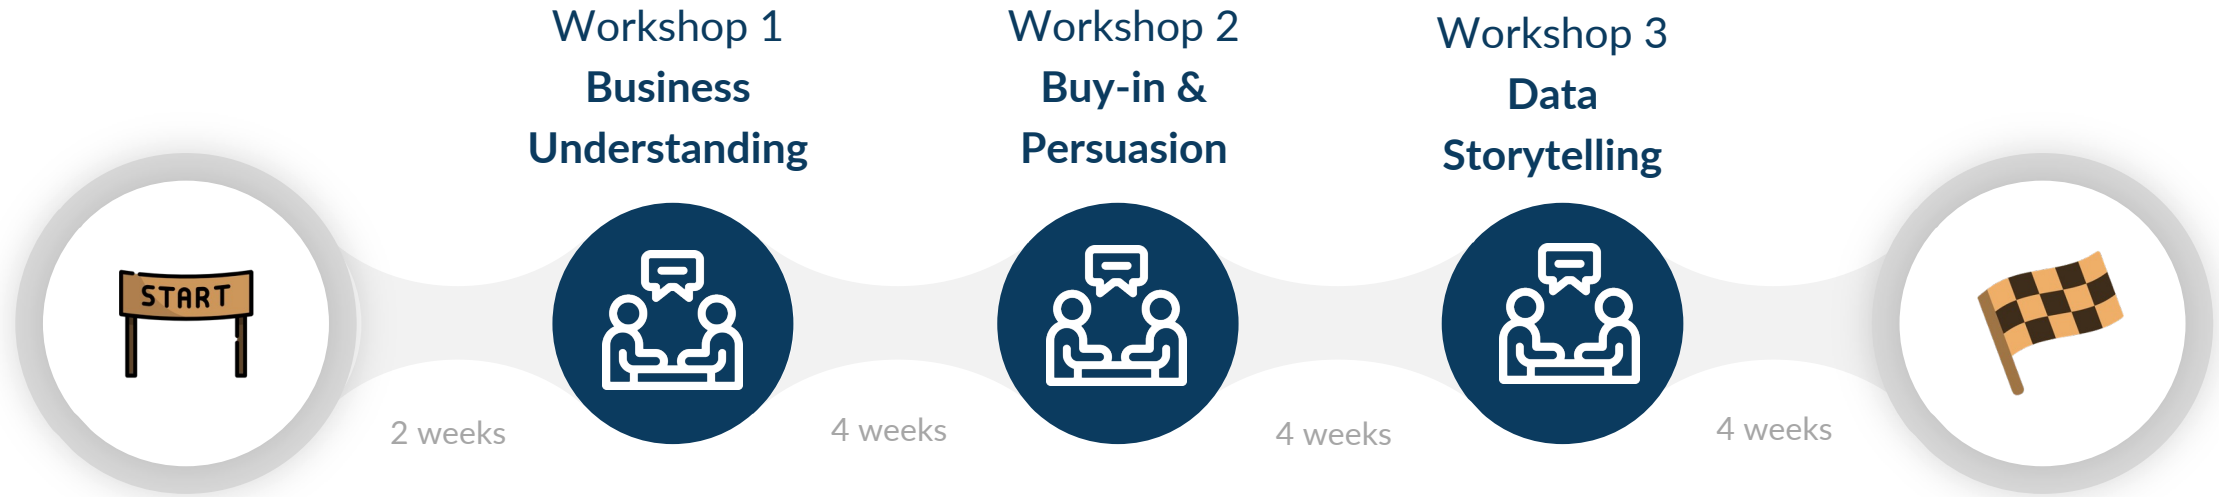 Workshop 1
Business
Understanding
Workshop 2
Buy-in &
Persuasion
Workshop 3
Data
Storytelling
START
2 weeks
4 weeks
4 weeks
4 weeks